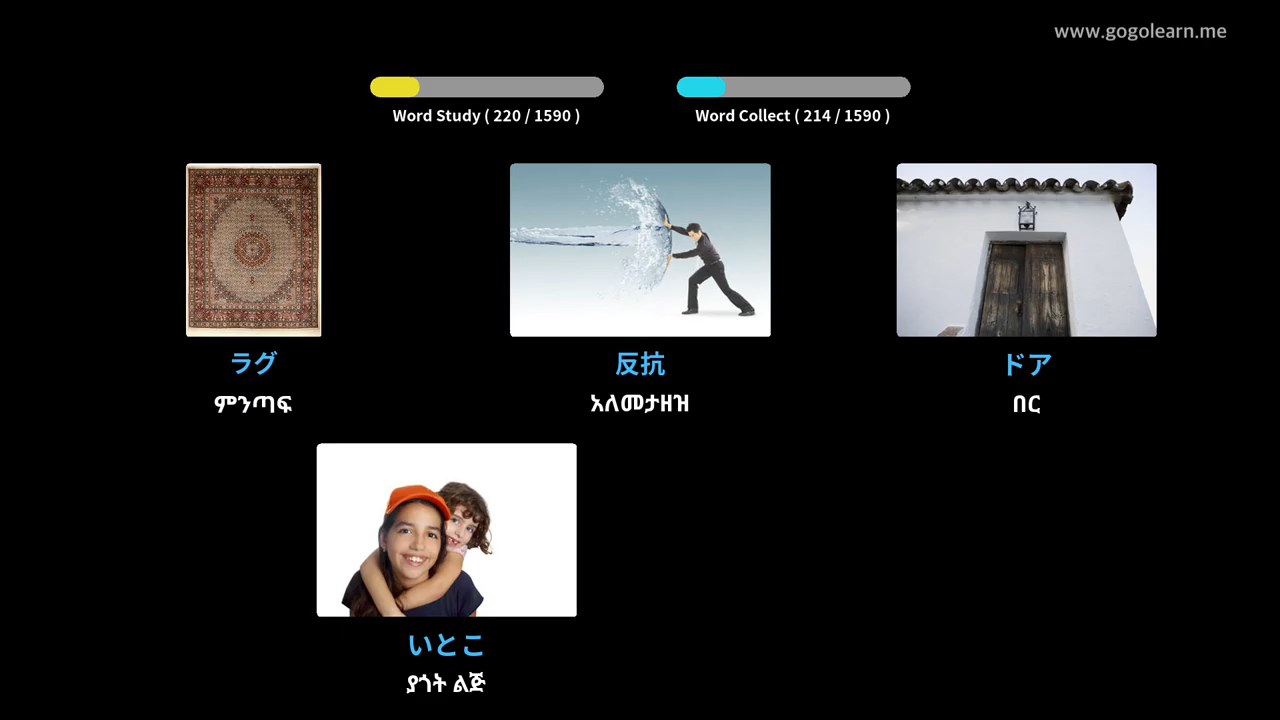 www.gogolearn.me
Word Study ( 220 / 1590 )
Word Collect ( 214 / 1590 )
ラグ
ምንጣፍ
反抗
አለመታዘዝ
ドア
በር
いとこ
ያጎት ልጅ